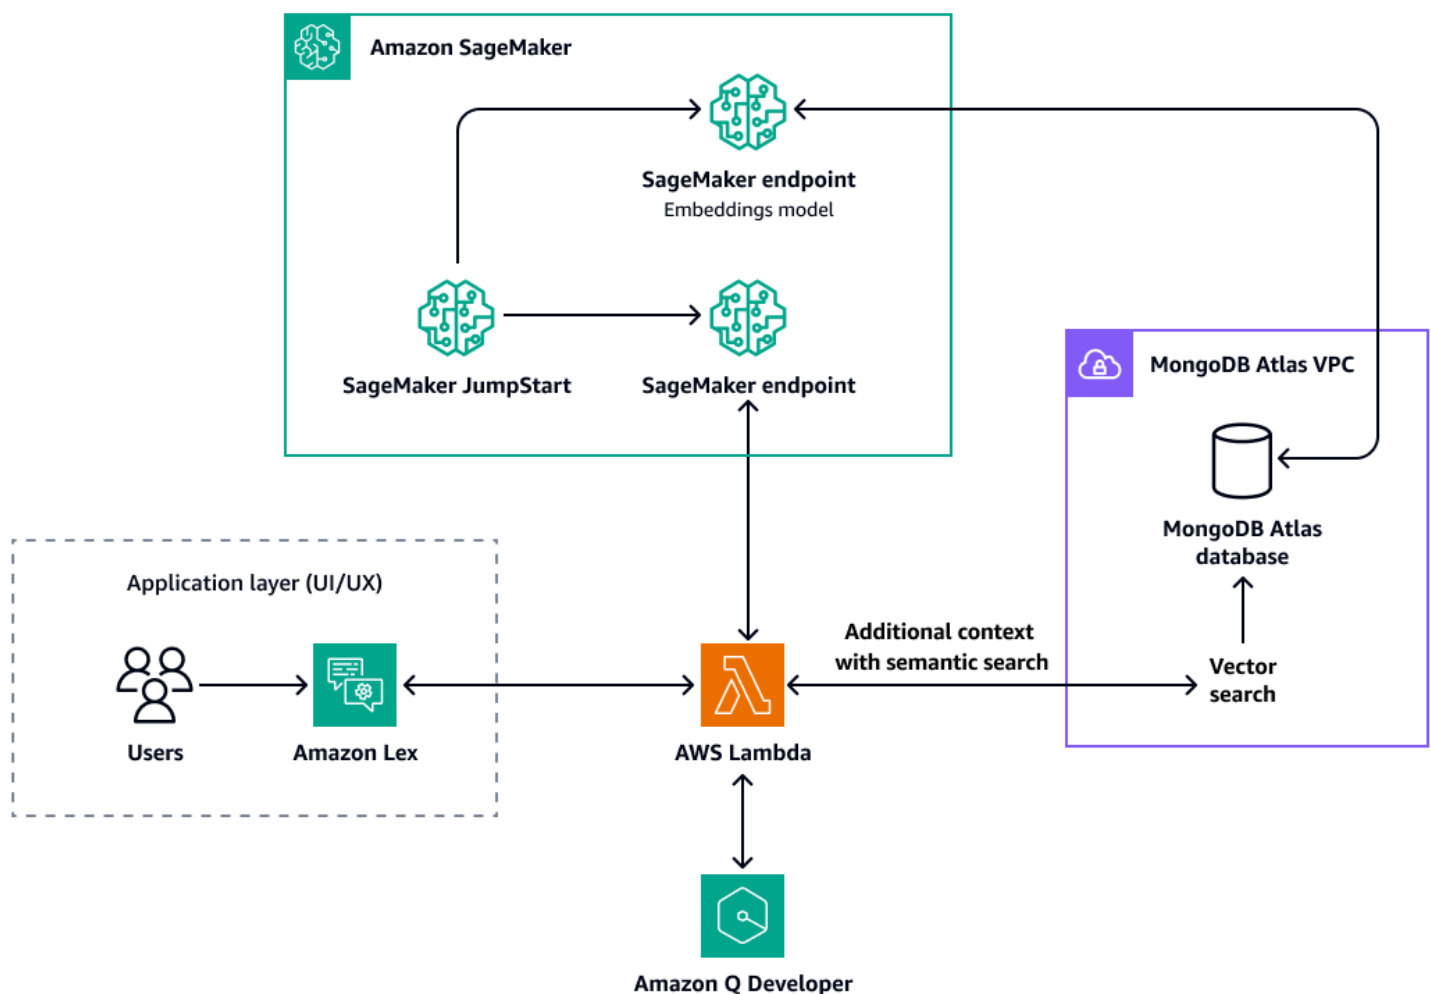 Amazon SageMaker
SageMaker endpoint
Embeddings model
SageMaker JumpStart
SageMaker endpoint
MongoDB Atlas VPC
MongoDB Atlas
database
Application layer (UI/UX)
Additional context
with semantic search
Vector
search
Users
Amazon Lex
AWS Lambda
Amazon Q Developer